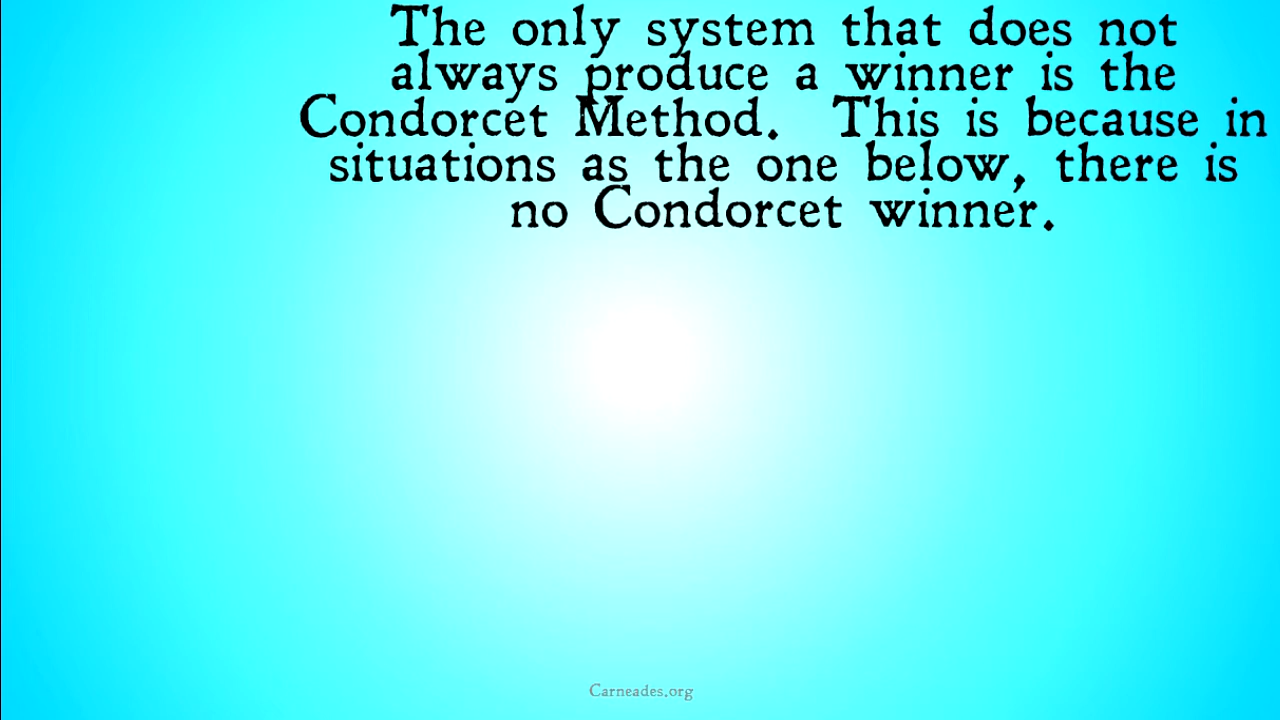 The only system that does not
always produce a winner is the
Condorcet Method. This is because in
situations as the one below, there is
no Condorcet winner.
Carneades.org